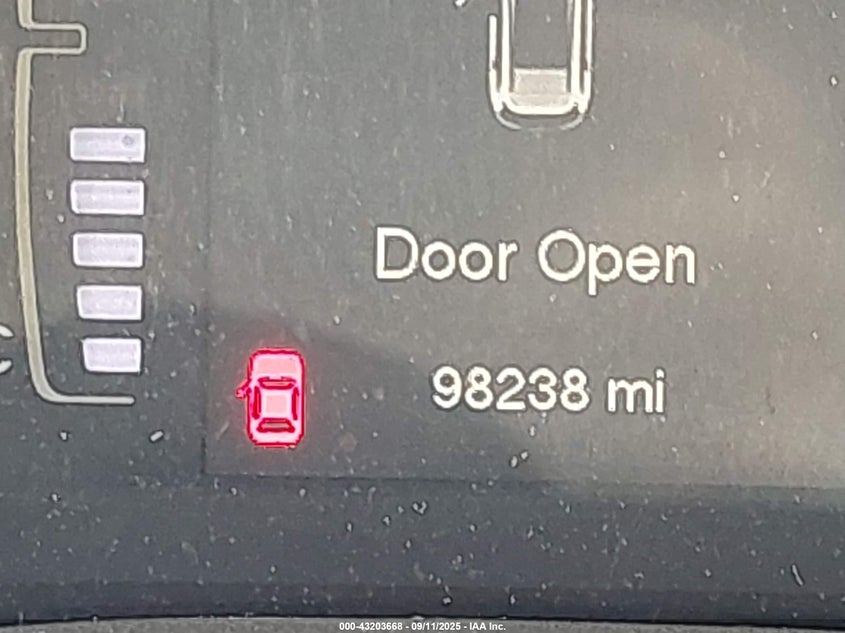 Door Open
C
98238 mi
000-43203668 - 09/11/2025 - IAA Inc.